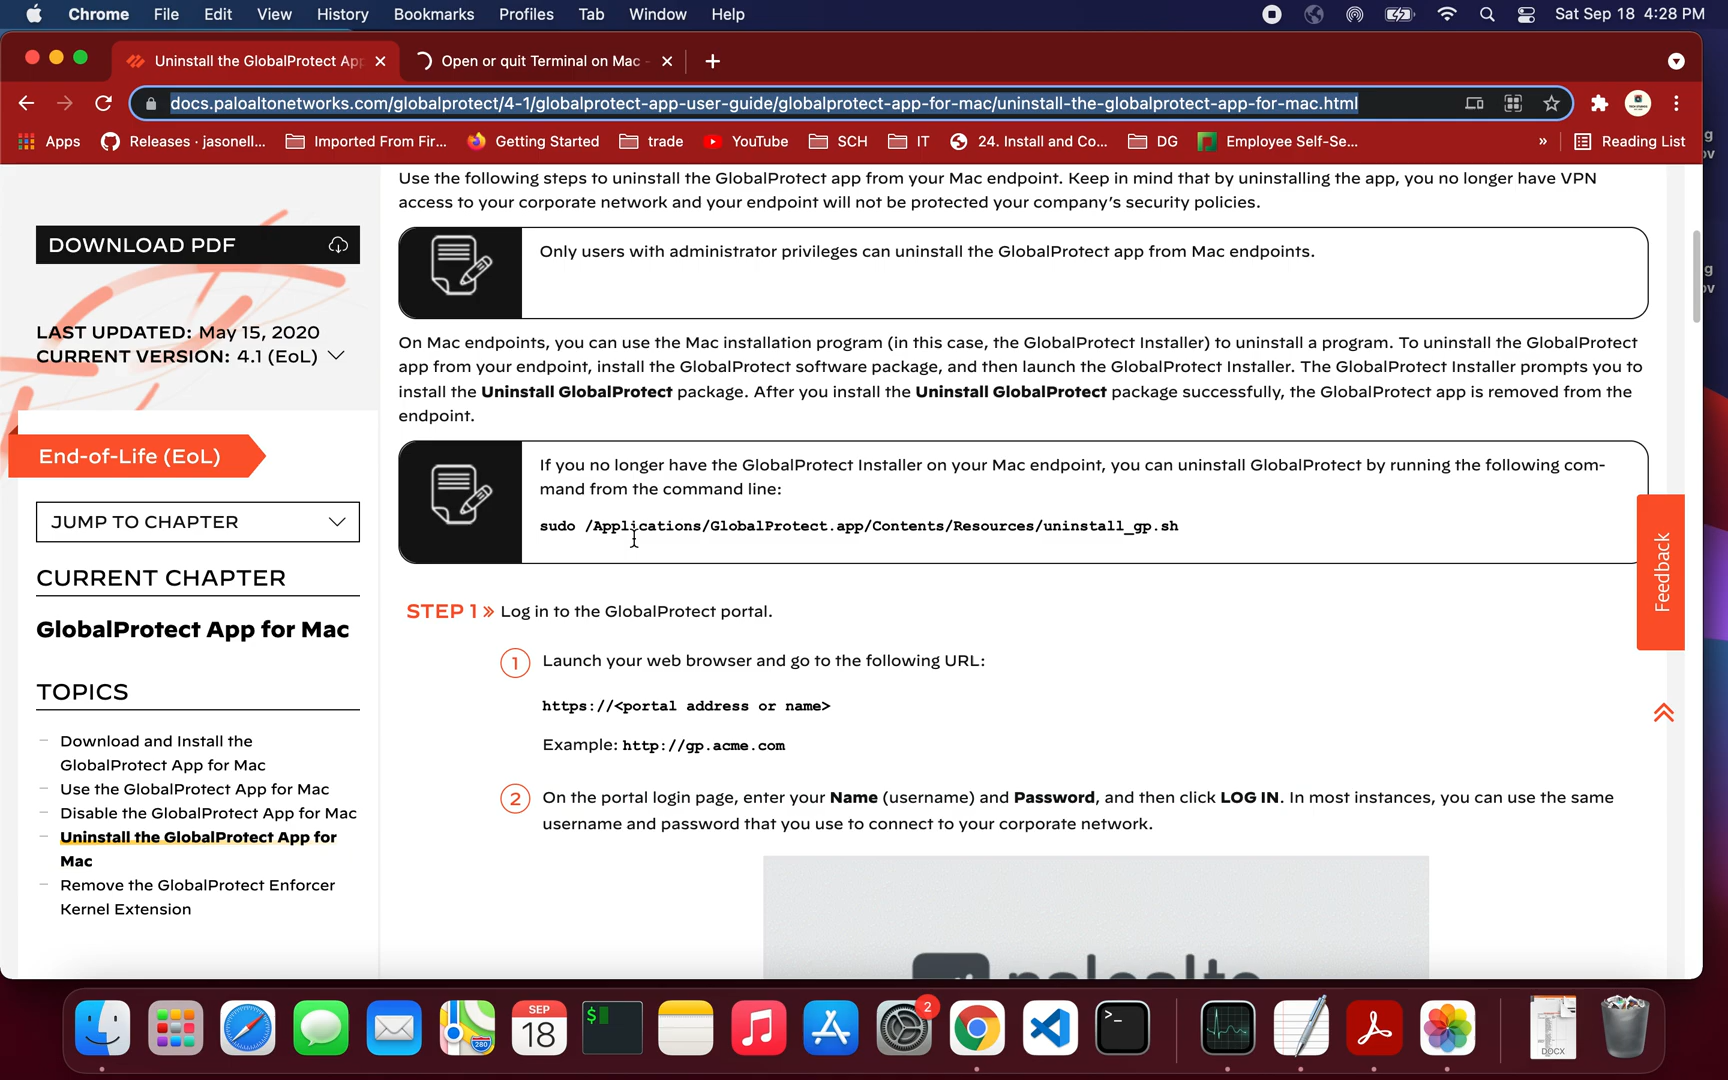 Chrome File Edit View History Bookmarks Profiles Tab Window Help Sat Sep 18 4:28 PM
Uninstall the GlobalProtect Ap Open or quit Terminal on Mac -
docs.paloaltonetworks.com/globalprotect/4-1/globalprotect-app-user-guide/globalprotect-app-for-mac/uninstall-the-globalprotect-app-for-mac.html
Apps Releases · jasonell... Imported From Fir... Getting Started trade YouTube SCH IT 24. Install and Co... DG Employee Self-Se... » Reading List
DOWNLOAD PDF
LAST UPDATED: May 15, 2020
CURRENT VERSION: 4.1 (EoL)
End-of-Life (EoL)
JUMP TO CHAPTER
CURRENT CHAPTER
GlobalProtect App for Mac
TOPICS
Download and Install the
GlobalProtect App for Mac
Use the GlobalProtect App for Mac
Disable the GlobalProtect App for Mac
Uninstall the GlobalProtect App for
Mac
Remove the GlobalProtect Enforcer
Kernel Extension
Use the following steps to uninstall the GlobalProtect app from your Mac endpoint. Keep in mind that by uninstalling the app, you no longer have VPN
access to your corporate network and your endpoint will not be protected your company's security policies.
Only users with administrator privileges can uninstall the GlobalProtect app from Mac endpoints.
On Mac endpoints, you can use the Mac installation program (in this case, the GlobalProtect Installer) to uninstall a program. To uninstall the GlobalProtect
app from your endpoint, install the GlobalProtect software package, and then launch the GlobalProtect Installer. The GlobalProtect Installer prompts you to
install the Uninstall GlobalProtect package. After you install the Uninstall GlobalProtect package successfully, the GlobalProtect app is removed from the
endpoint.
If you no longer have the GlobalProtect Installer on your Mac endpoint, you can uninstall GlobalProtect by running the following com-
mand from the command line:
sudo /Applications/GlobalProtect.app/Contents/Resources/uninstall_gp.sh
STEP 1 » Log in to the GlobalProtect portal.
1 Launch your web browser and go to the following URL:
https://<portal address or name>
Example: http://gp.acme.com
2 On the portal login page, enter your Name (username) and Password, and then click LOG IN. In most instances, you can use the same
username and password that you use to connect to your corporate network.
Feedback
SEP
18
280
2
DOCX